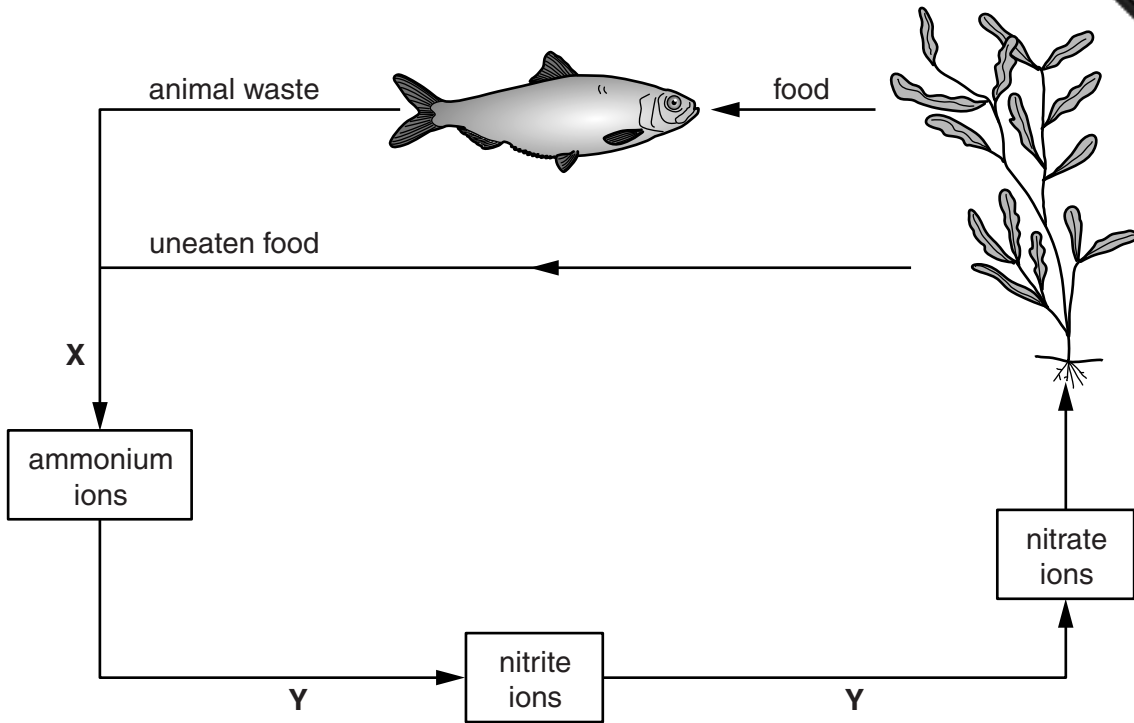 animal waste
food
uneaten food
X
ammonium
ions
nitrate
ions
nitrite
ions
Y
Y